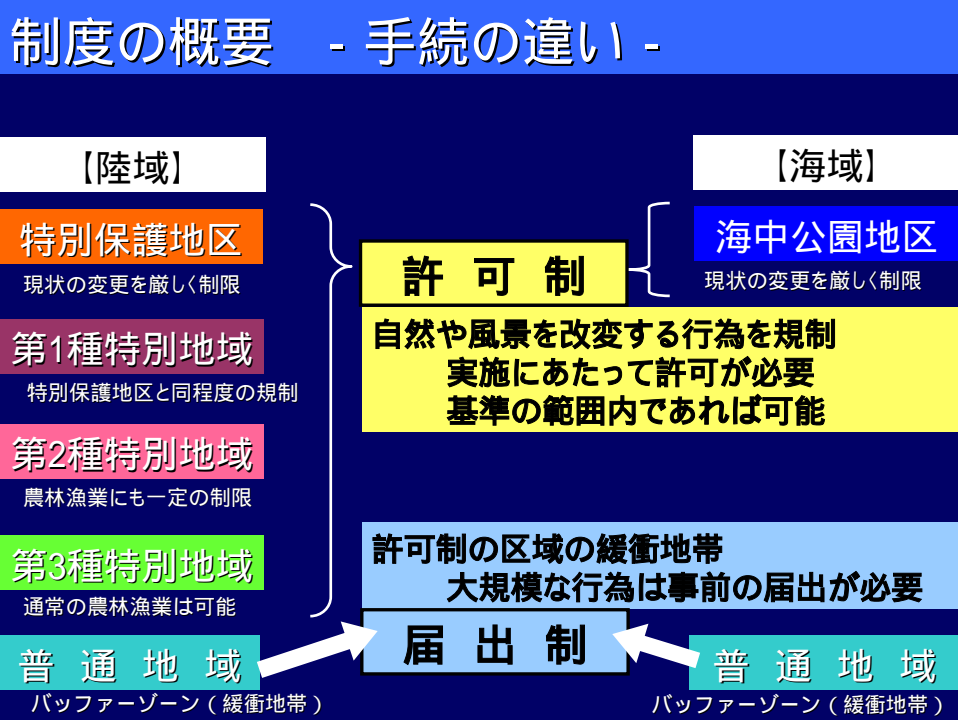 制度の概要　- 手続の違い -
【陸域】
特別保護地区
現状の変更を厳しく制限
第1種特別地域
特別保護地区と同程度の規制
第2種特別地域
農林漁業にも一定の制限
第3種特別地域
通常の農林漁業は可能
普 通 地 域
バッファーゾーン（緩衝地帯）
許 可 制
自然や風景を改変する行為を規制
実施にあたって許可が必要
基準の範囲内であれば可能
許可制の区域の緩衝地帯
大規模な行為は事前の届出が必要
届 出 制
【海域】
海中公園地区
現状の変更を厳しく制限
普 通 地 域
バッファーゾーン（緩衝地帯）